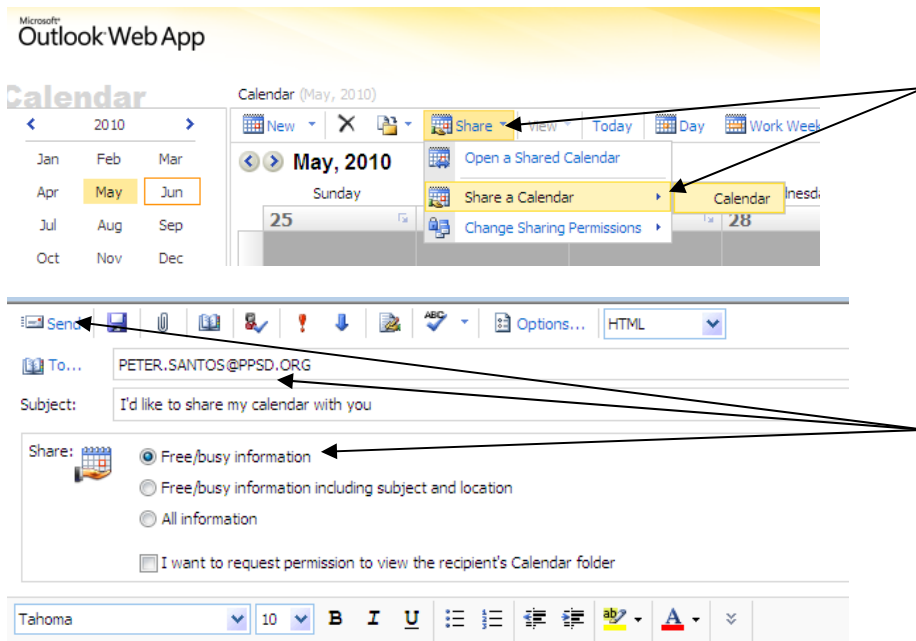 Microsoft®
Outlook Web App
Calendar
Calendar (May, 2010)
2010
New Share View Today Day Work Week
Jan Feb Mar
May, 2010
Open a Shared Calendar
Apr May Jun
Sunday
Share a Calendar
Calendar
Jul Aug Sep
25
28
Change Sharing Permissions
Oct Nov Dec
Send ABC Options... HTML
To... PETER.SANTOS@PPSD.ORG
Subject: I'd like to share my calendar with you
Share: Free/busy information
Free/busy information including subject and location
All information
I want to request permission to view the recipient's Calendar folder
Tahoma 10 B I U ab A